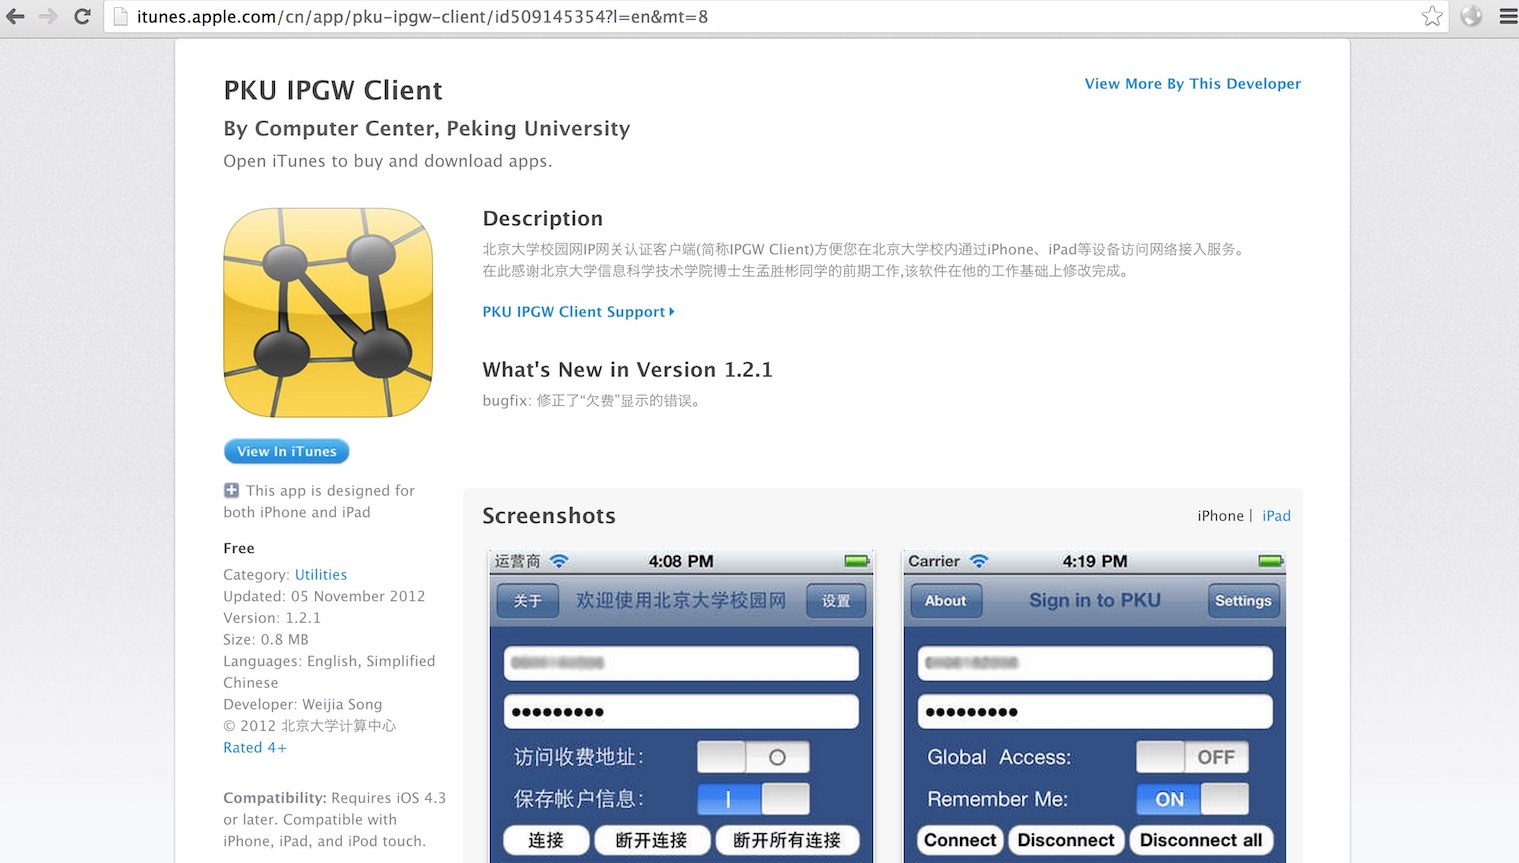 itunes.apple.com/cn/app/pku-ipgw-client/id509145354?l=en&mt=8
PKU IPGW Client
View More By This Developer
By Computer Center, Peking University
Open iTunes to buy and download apps.
Description
北京大学校园网IP网关认证客户端(简称IPGW Client)方便您在北京大学校内通过iPhone、iPad等设备访问网络接入服务。
在此感谢北京大学信息科学技术学院博士生孟胜彬同学的前期工作,该软件在他的工作基础上修改完成。
PKU IPGW Client Support
What's New in Version 1.2.1
bugfix: 修正了“欠费”显示的错误。
View In iTunes
This app is designed for
both iPhone and iPad
Free
Category: Utilities
Updated: 05 November 2012
Version: 1.2.1
Size: 0.8 MB
Languages: English, Simplified
Chinese
Developer: Weijia Song
© 2012 北京大学计算中心
Rated 4+
Compatibility: Requires iOS 4.3
or later. Compatible with
iPhone, iPad, and iPod touch.
Screenshots
iPhone | iPad
运营商 4:08 PM
关于 欢迎使用北京大学校园网 设置
访问收费地址:
保存帐户信息:
连接 断开连接 断开所有连接
Carrier 4:19 PM
About Sign in to PKU Settings
Global Access: OFF
Remember Me: ON
Connect Disconnect Disconnect all